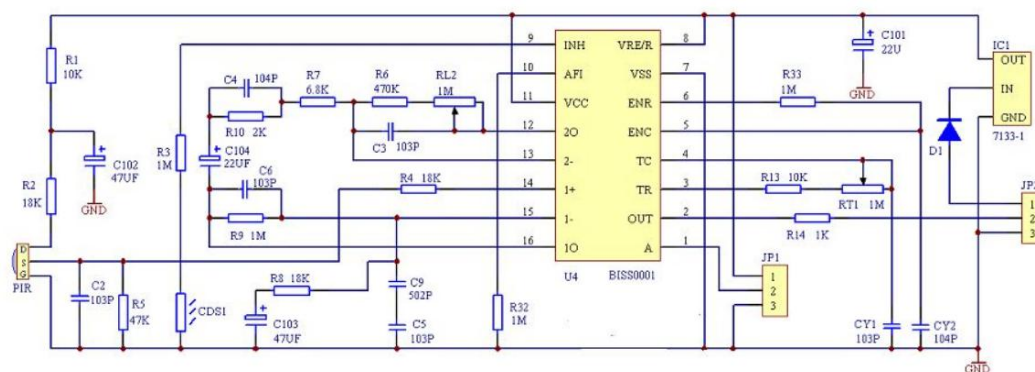 R1
10K
R2
18K
C102
47UF
GND
D
S
G
PIR
C2
103P
R5
47K
R3
1M
CDS1
C4
104P
R10 2K
C104
22UF
C6
103P
R9 1M
R7
6.8K
R6
470K
RL2
1M
C3
103P
R4 18K
R8 18K
C103
47UF
C9
502P
C5
103P
R32
1M
9
10
11
12
13
14
15
16
INH
AFI
VCC
2O
2-
1+
1-
1O
VRE/R
VSS
ENR
ENC
TC
TR
OUT
A
8
7
6
5
4
3
2
1
U4
BISS0001
C101
22U
GND
R33
1M
R13 10K
RT1 1M
R14 1K
JP1
1
2
3
CY1
103P
CY2
104P
IC1
OUT
IN
GND
7133-1
D1
1
2
3
GND